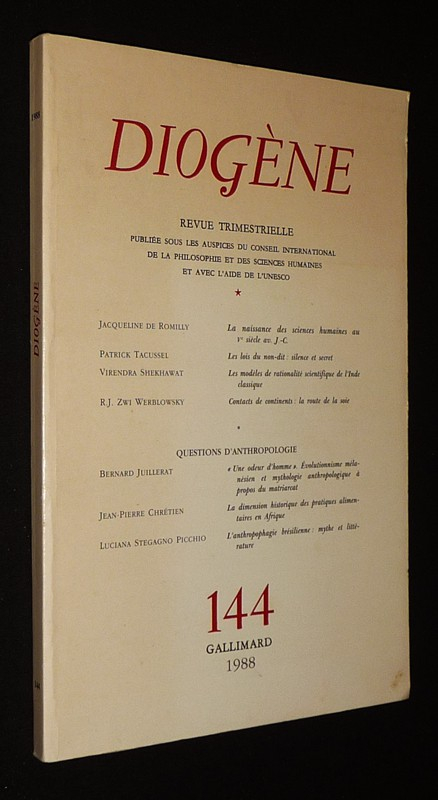 DIOGÈNE
REVUE TRIMESTRIELLE
PUBLIÉE SOUS LES AUSPICES DU CONSEIL INTERNATIONAL
DE LA PHILOSOPHIE ET DES SCIENCES HUMAINES
ET AVEC L'AIDE DE L'UNESCO
JACQUELINE DE ROMILLY
La naissance des sciences humaines au
Vᵉ siècle av. J.-C.
PATRICK TACUSSEL
Les lois du non-dit : silence et secret
VIRENDRA SHEKHAWAT
Les modèles de rationalité scientifique de l'Inde
classique
R.J. ZWI WERBLOWSKY
Contacts de continents : la route de la soie
QUESTIONS D'ANTHROPOLOGIE
BERNARD JUILLERAT
« Une odeur d'homme ». Évolutionnisme méla-
nésien et mythologie anthropologique à
propos du matriarcat
JEAN-PIERRE CHRÉTIEN
La dimension historique des pratiques alimen-
taires en Afrique
LUCIANA STEGAGNO PICCHIO
L'anthropophagie brésilienne : mythe et litté-
rature
144
GALLIMARD
1988
1988
DIOGÈNE
144